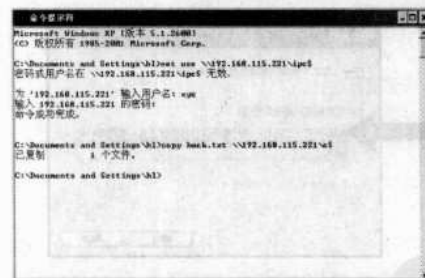 命令提示符
Microsoft Windows XP [版本 5.1.2600]
(C) 版权所有 1985-2001 Microsoft Corp.
C:\Documents and Settings\hl>net use \\192.168.115.221\ipc$
密码或用户名在 \\192.168.115.221\ipc$ 无效。
为 '192.168.115.221' 输入用户名: xye
输入 192.168.115.221 的密码:
命令成功完成。
C:\Documents and Settings\hl>copy hack.txt \\192.168.115.221\c$
已复制 1 个文件。
C:\Documents and Settings\hl>